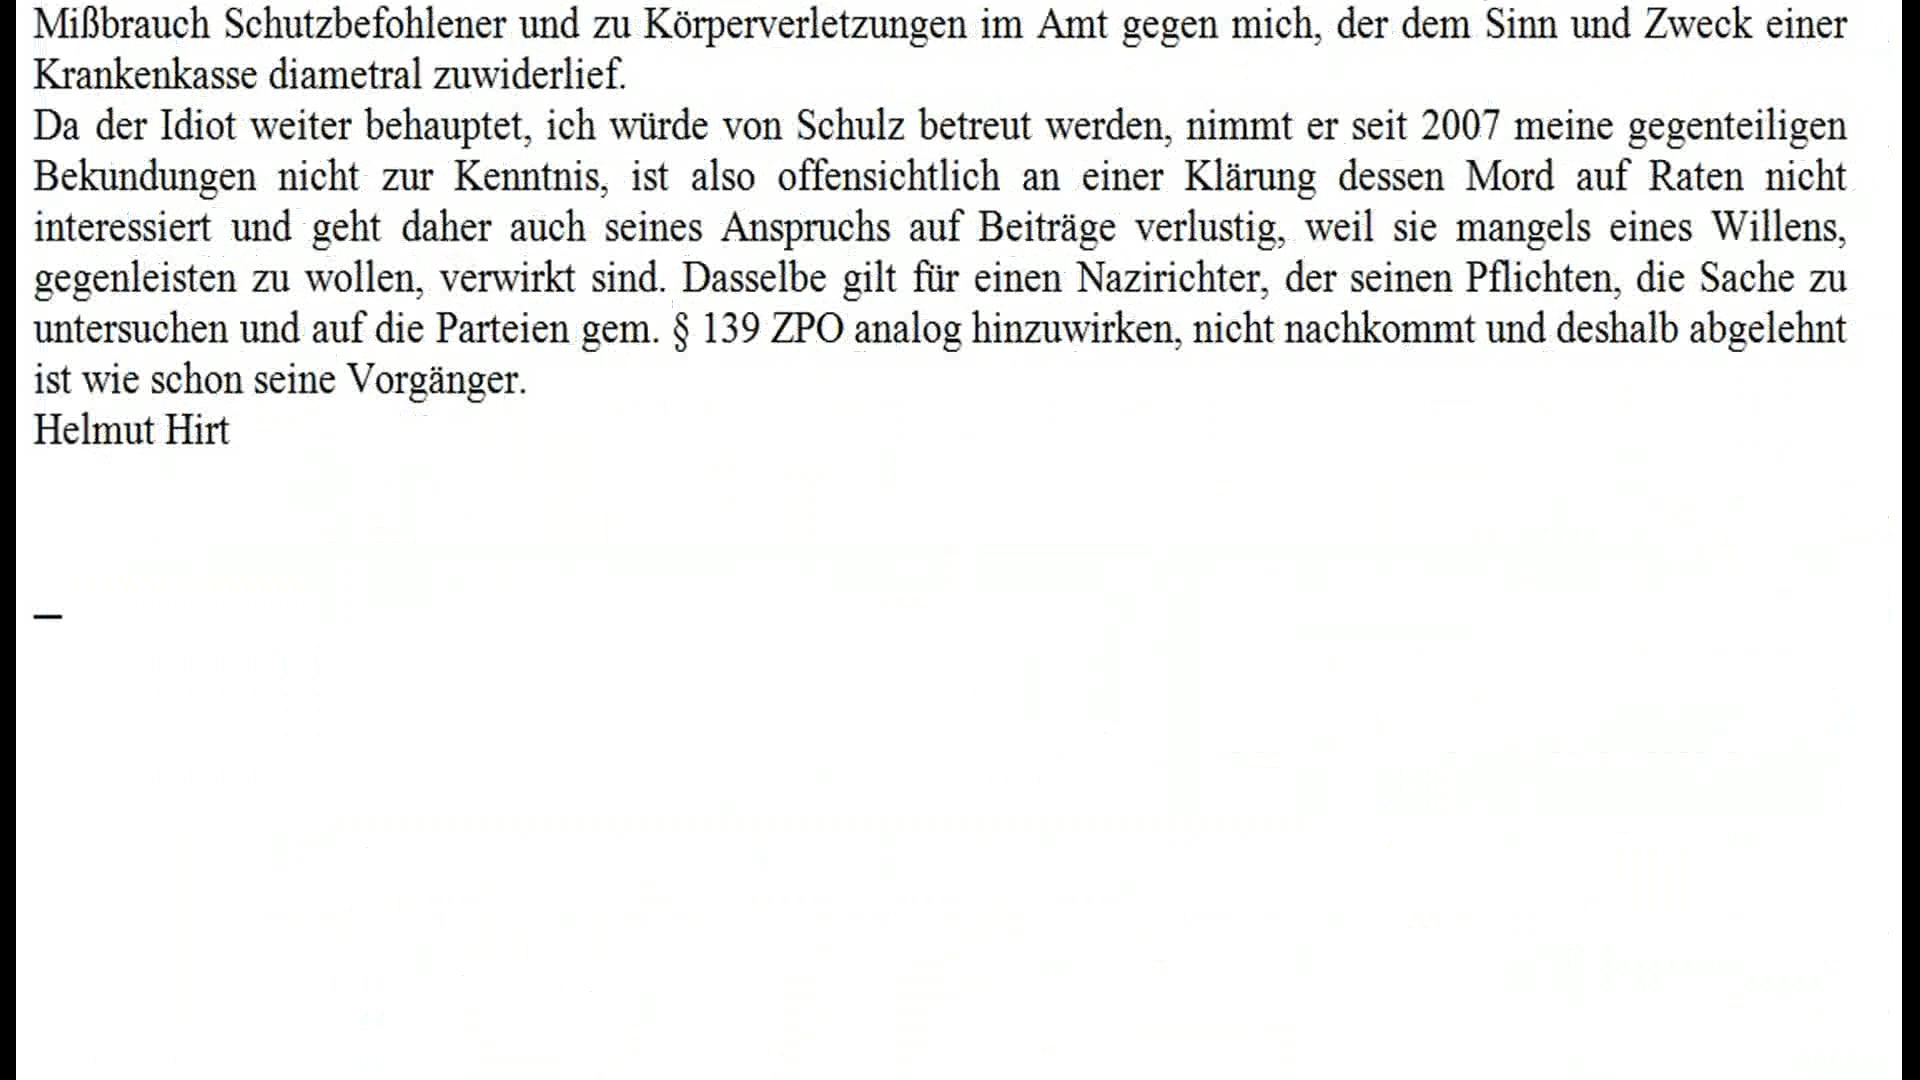 Mißbrauch Schutzbefohlener und zu Körperverletzungen im Amt gegen mich, der dem Sinn und Zweck einer
Krankenkasse diametral zuwiderlief.
Da der Idiot weiter behauptet, ich würde von Schulz betreut werden, nimmt er seit 2007 meine gegenteiligen
Bekundungen nicht zur Kenntnis, ist also offensichtlich an einer Klärung dessen Mord auf Raten nicht
interessiert und geht daher auch seines Anspruchs auf Beiträge verlustig, weil sie mangels eines Willens,
gegenleisten zu wollen, verwirkt sind. Dasselbe gilt für einen Nazirichter, der seinen Pflichten, die Sache zu
untersuchen und auf die Parteien gem. § 139 ZPO analog hinzuwirken, nicht nachkommt und deshalb abgelehnt
ist wie schon seine Vorgänger.
Helmut Hirt